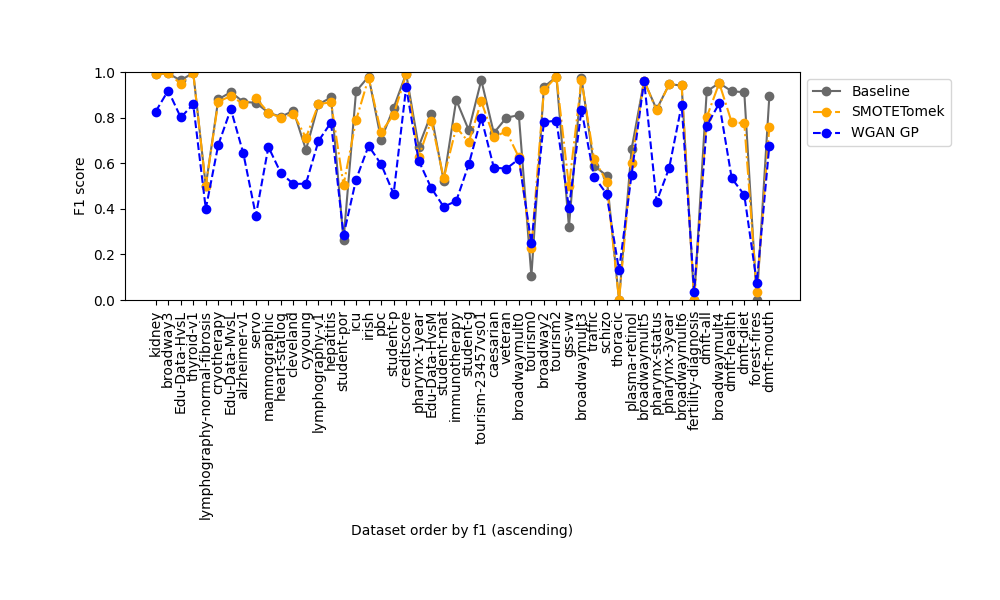 Baseline
SMOTETomek
WGAN GP
F1 score
1.0
0.8
0.6
0.4
0.2
0.0
kidney
broadway3
Edu-Data-HvsL
thyroid-v1
lymphography-normal-fibrosis
cryotherapy
Edu-Data-MvsL
alzheimer-v1
servo
mammographic
heart-statlog
cleveland
cyyoung
lymphography-v1
hepatitis
student-por
icu
irish
pbc
student-p
creditscore
pharynx-1year
Edu-Data-HvsM
student-mat
immunotherapy
student-g
tourism-23457vs01
caesarian
veteran
broadwaymult0
tourism0
broadway2
tourism2
gss-vw
broadwaymult3
traffic
schizo
thoracic
plasma-retinol
broadwaymult5
pharynx-status
pharynx-3year
broadwaymult6
fertility-diagnosis
dmft-all
broadwaymult4
dmft-health
dmft-diet
forest-fires
dmft-mouth
Dataset order by f1 (ascending)